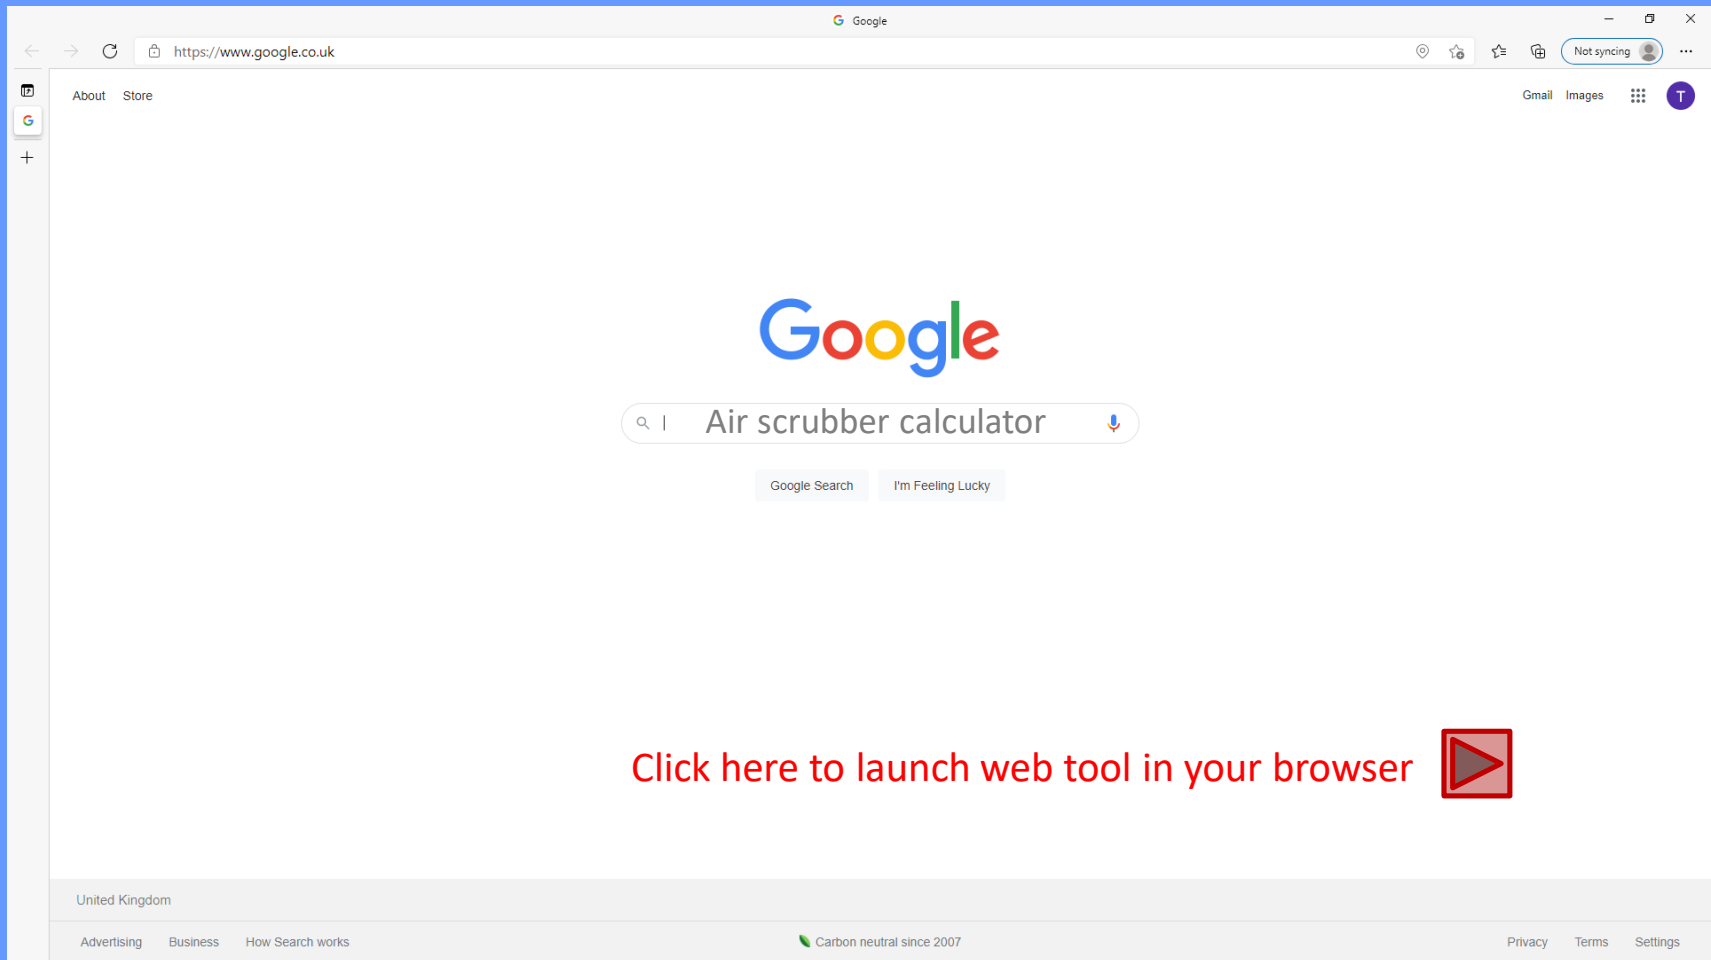 Google
https://www.google.co.uk
Not syncing
About Store
Gmail Images
T
Google
Air scrubber calculator
Google Search I'm Feeling Lucky
Click here to launch web tool in your browser
United Kingdom
Advertising Business How Search works
Carbon neutral since 2007
Privacy Terms Settings